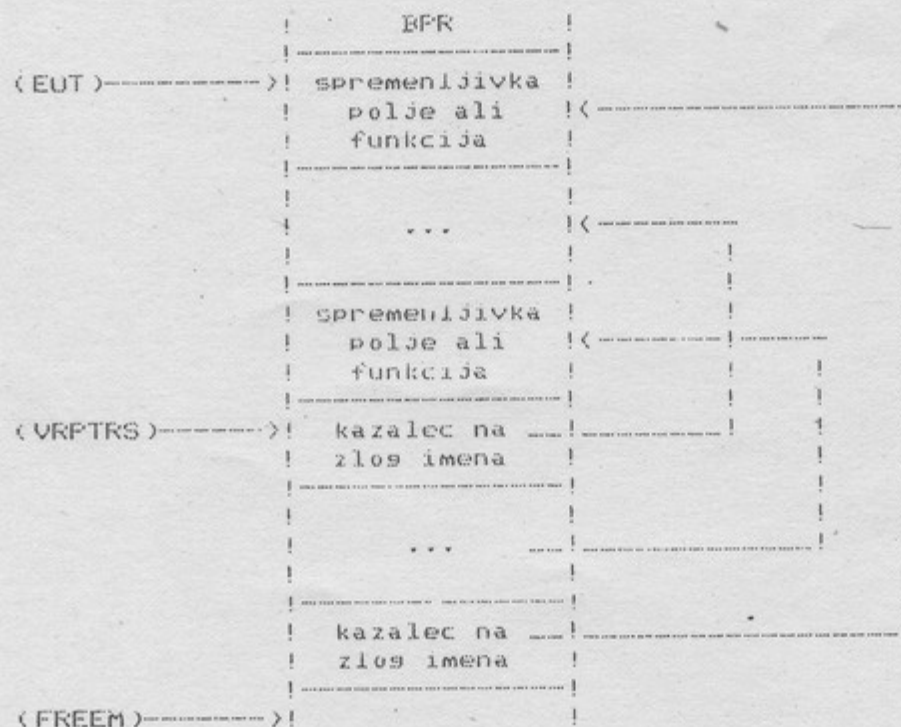 BPR
(EUT) spremenljivka
polje ali
funkcija
...
spremenljivka
polje ali
funkcija
(VRPTRS) kazalec na
zlog imena
...
kazalec na
zlog imena
(FREEM)